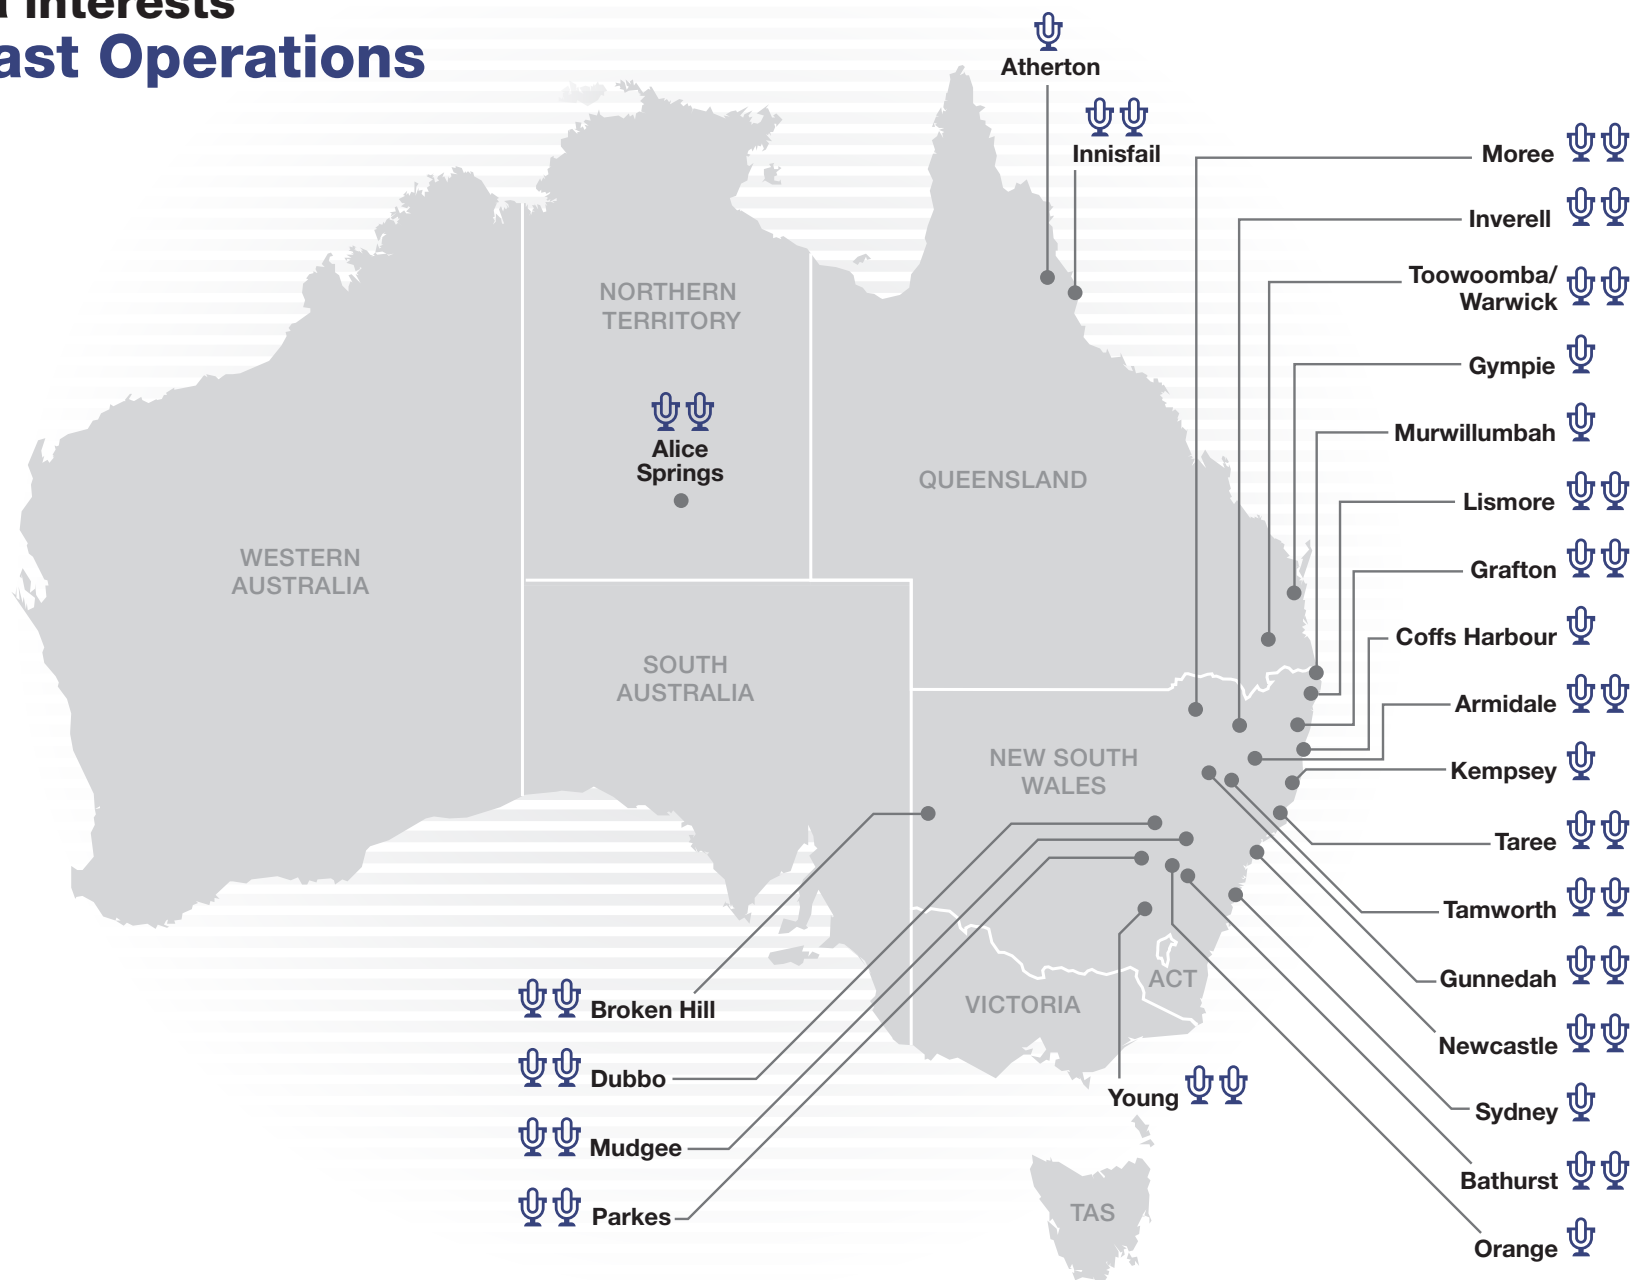 Interests
Operations
Atherton
Innisfail
Moree
Inverell
Toowoomba/
Warwick
Gympie
Murwillumbah
Lismore
Grafton
Coffs Harbour
Armidale
Kempsey
Taree
Tamworth
Gunnedah
Newcastle
Sydney
Bathurst
Orange
NORTHERN
TERRITORY
Alice
Springs
QUEENSLAND
WESTERN
AUSTRALIA
SOUTH
AUSTRALIA
NEW SOUTH
WALES
ACT
VICTORIA
Broken Hill
Dubbo
Mudgee
Parkes
Young
TAS